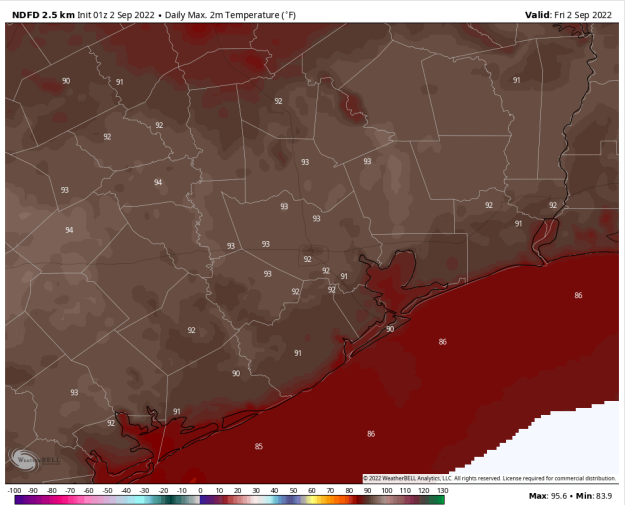 NDFD 2.5 km Init 01z 2 Sep 2022 • Daily Max. 2m Temperature (°F)
Valid: Fri 2 Sep 2022
90 91 91
92
92 92
93 93
93 94
93 92 92
94 93 91
93 93
92
93 92 91
92 92
86
92 90
86
91
90
93
91
92
86
85
WeatherBELL
© 2022 WeatherBELL Analytics, LLC. All rights reserved. License required for commercial distribution.
-100 -90 -80 -70 -60 -50 -40 -30 -20 -10 0 10 20 30 40 50 60 70 80 90 100 110 120 130
Max: 95.6 • Min: 83.9